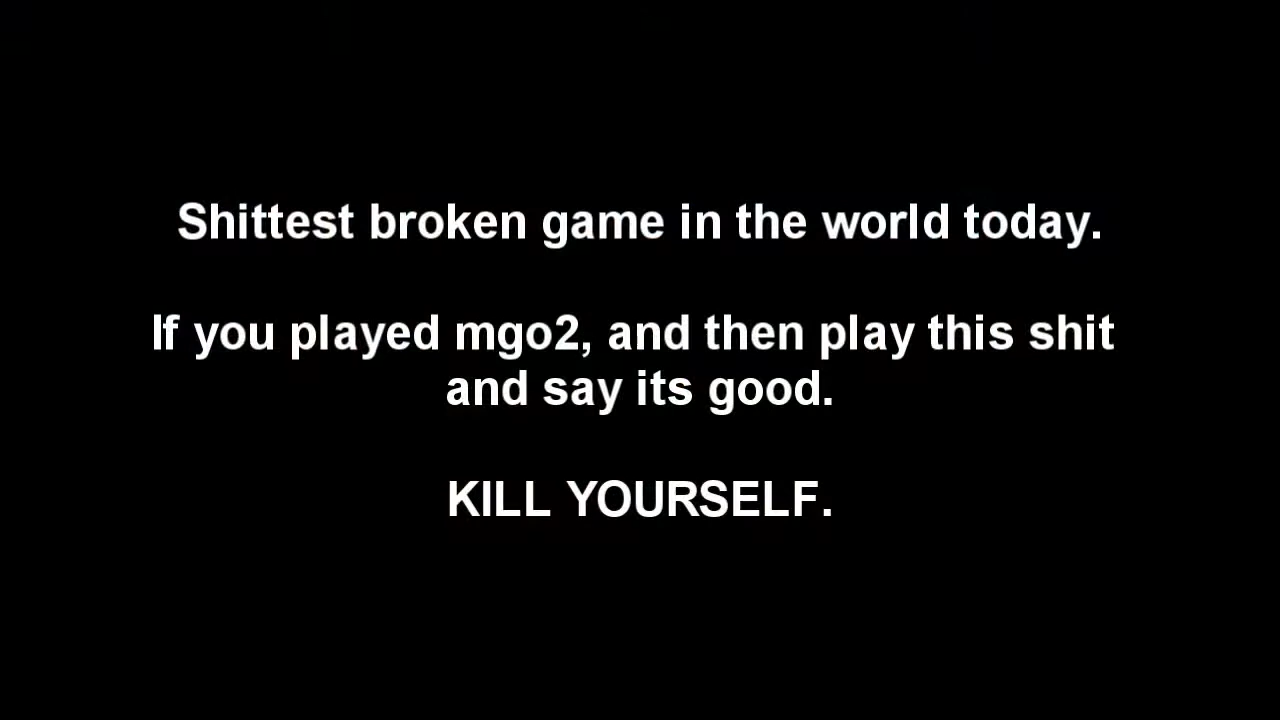 Shittest broken game in the world today.
If you played mgo2, and then play this shit
and say its good.
KILL YOURSELF.